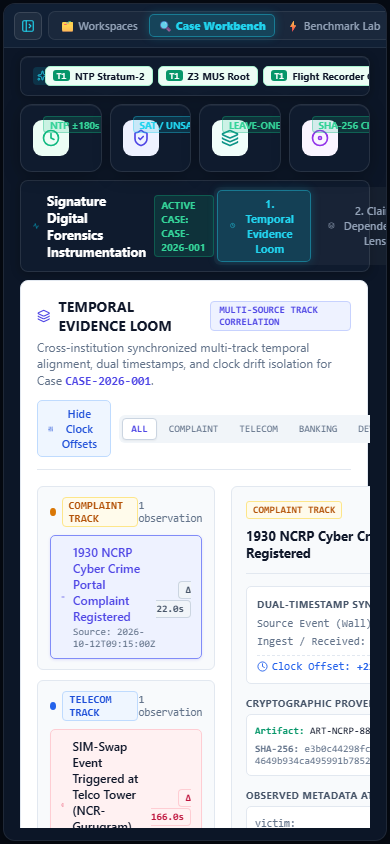 Workspaces
Case Workbench
Benchmark Lab
T1 NTP Stratum-2
T1 Z3 MUS Root
T1 Flight Recorder
NTP ±180s
SAT / UNSA
LEAVE-ONE
SHA-256 C
Signature
Digital
Forensics
Instrumentation
ACTIVE
CASE:
CASE-
2026-001
1.
Temporal
Evidence
Loom
2. Clai
Depende
Lens
TEMPORAL
EVIDENCE LOOM
MULTI-SOURCE TRACK
CORRELATION
Cross-institution synchronized multi-track temporal
alignment, dual timestamps, and clock drift isolation for
Case CASE-2026-001.
Hide
Clock
Offsets
ALL
COMPLAINT
TELECOM
BANKING
DE
COMPLAINT
TRACK
1
observation
1930 NCRP
Cyber Crime
Portal
Complaint
Registered
Δ
22.0s
Source: 2026-
10-12T09:15:00Z
TELECOM
TRACK
1
observation
SIM-Swap
Event
Triggered at
Telco Tower
(NCR-
Gurugram)
Δ
166.0s
COMPLAINT TRACK
1930 NCRP Cyber Cr
Registered
DUAL-TIMESTAMP SYN
Source Event (Wall)
Ingest / Received:
Clock Offset: +2
CRYPTOGRAPHIC PROVE
Artifact: ART-NCRP-88
SHA-256: e3b0c44298fc
4649b934ca495991b7852
OBSERVED METADATA AT
victim: